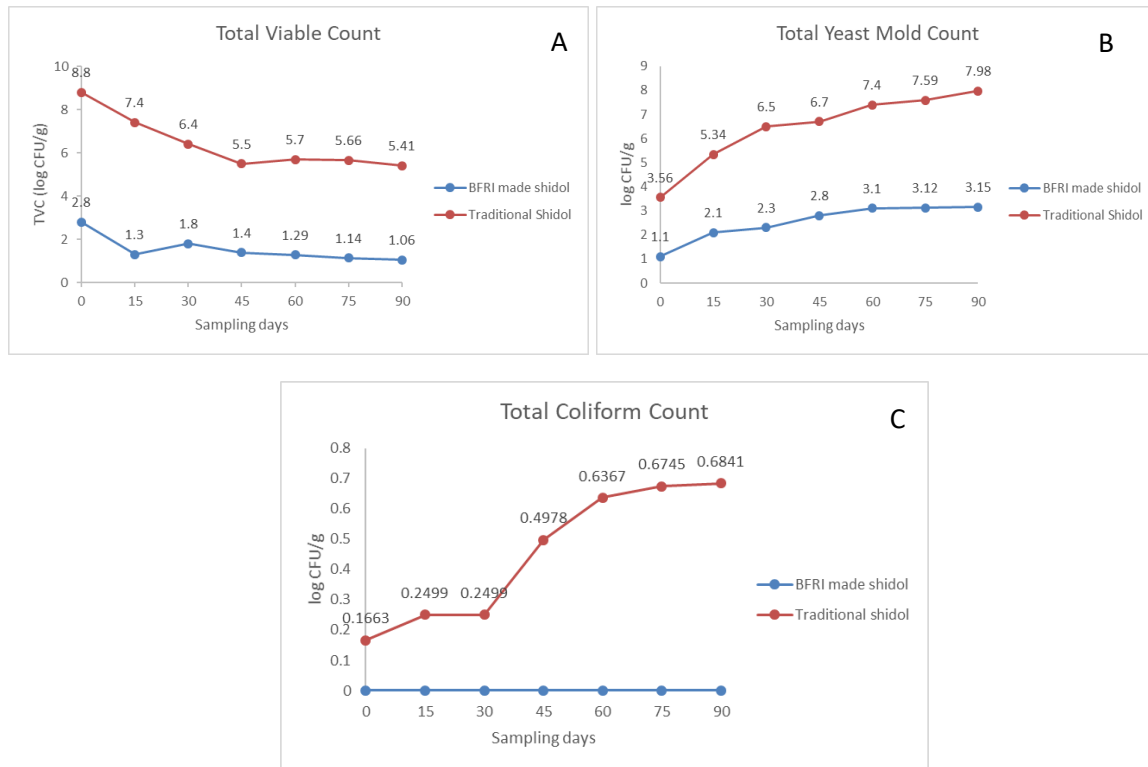 Total Viable Count
A
TVC (log CFU/g)
10
8
6
4
2
0
8.8
7.4
6.4
5.5
5.7
5.66
5.41
2.8
1.3
1.8
1.4
1.29
1.14
1.06
0 15 30 45 60 75 90
Sampling days
BFRI made shidol
Traditional Shidol
Total Yeast Mold Count
B
log CFU/g
9
8
7
6
5
4
3
2
1
0
3.56
5.34
6.5
6.7
7.4
7.59
7.98
1.1
2.1
2.3
2.8
3.1
3.12
3.15
0 15 30 45 60 75 90
Sampling days
BFRI made shidol
Traditional Shidol
Total Coliform Count
C
log CFU/g
0.8
0.7
0.6
0.5
0.4
0.3
0.2
0.1
0
0.1663
0.2499
0.2499
0.4978
0.6367
0.6745
0.6841
0 15 30 45 60 75 90
Sampling days
BFRI made shidol
Traditional shidol